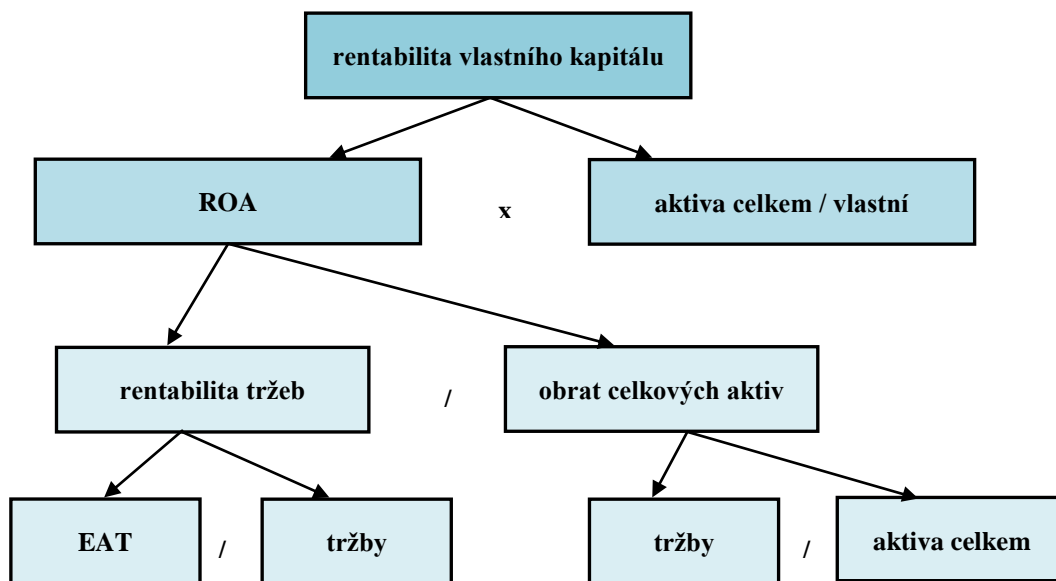 rentabilita vlastního kapitálu
ROA
x
aktiva celkem / vlastní
rentabilita tržeb
/
obrat celkových aktiv
EAT
/
tržby
tržby
/
aktiva celkem